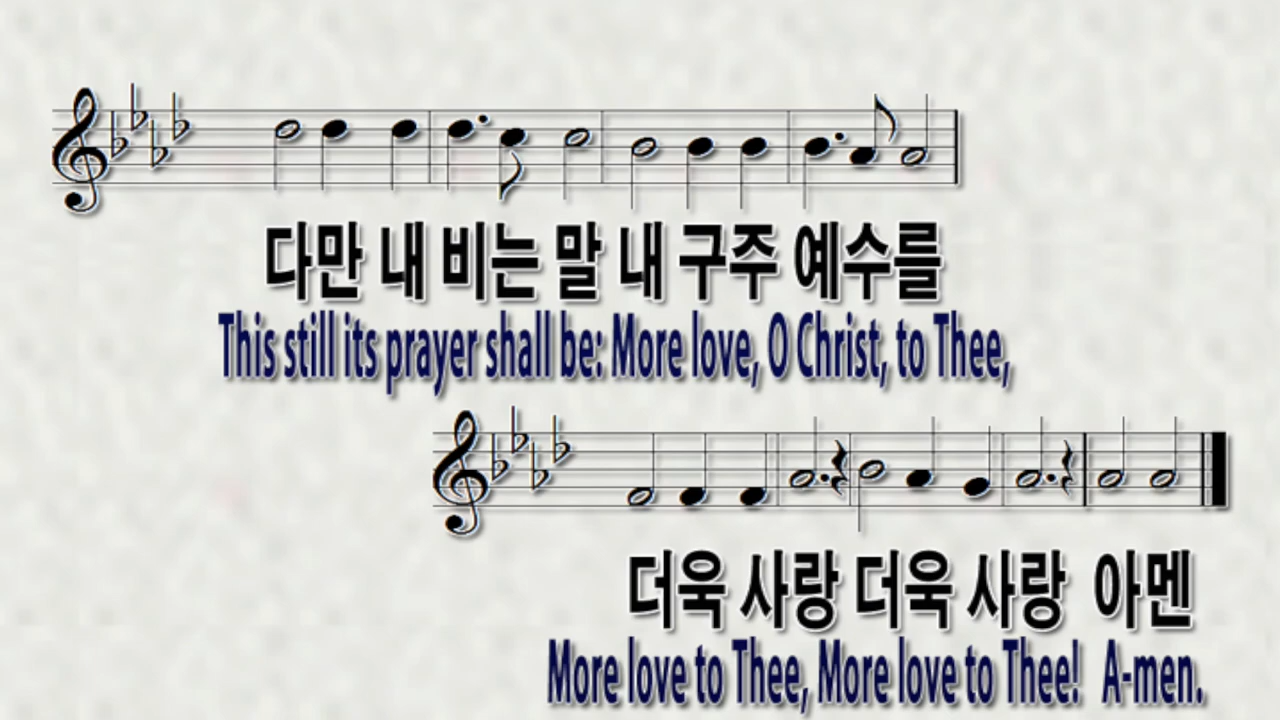 다만 내 비는 말 내 구주 예수를
This still its prayer shall be: More love, O Christ, to Thee,
더욱 사랑 더욱 사랑 아멘
More love to Thee, More love to Thee! A-men.